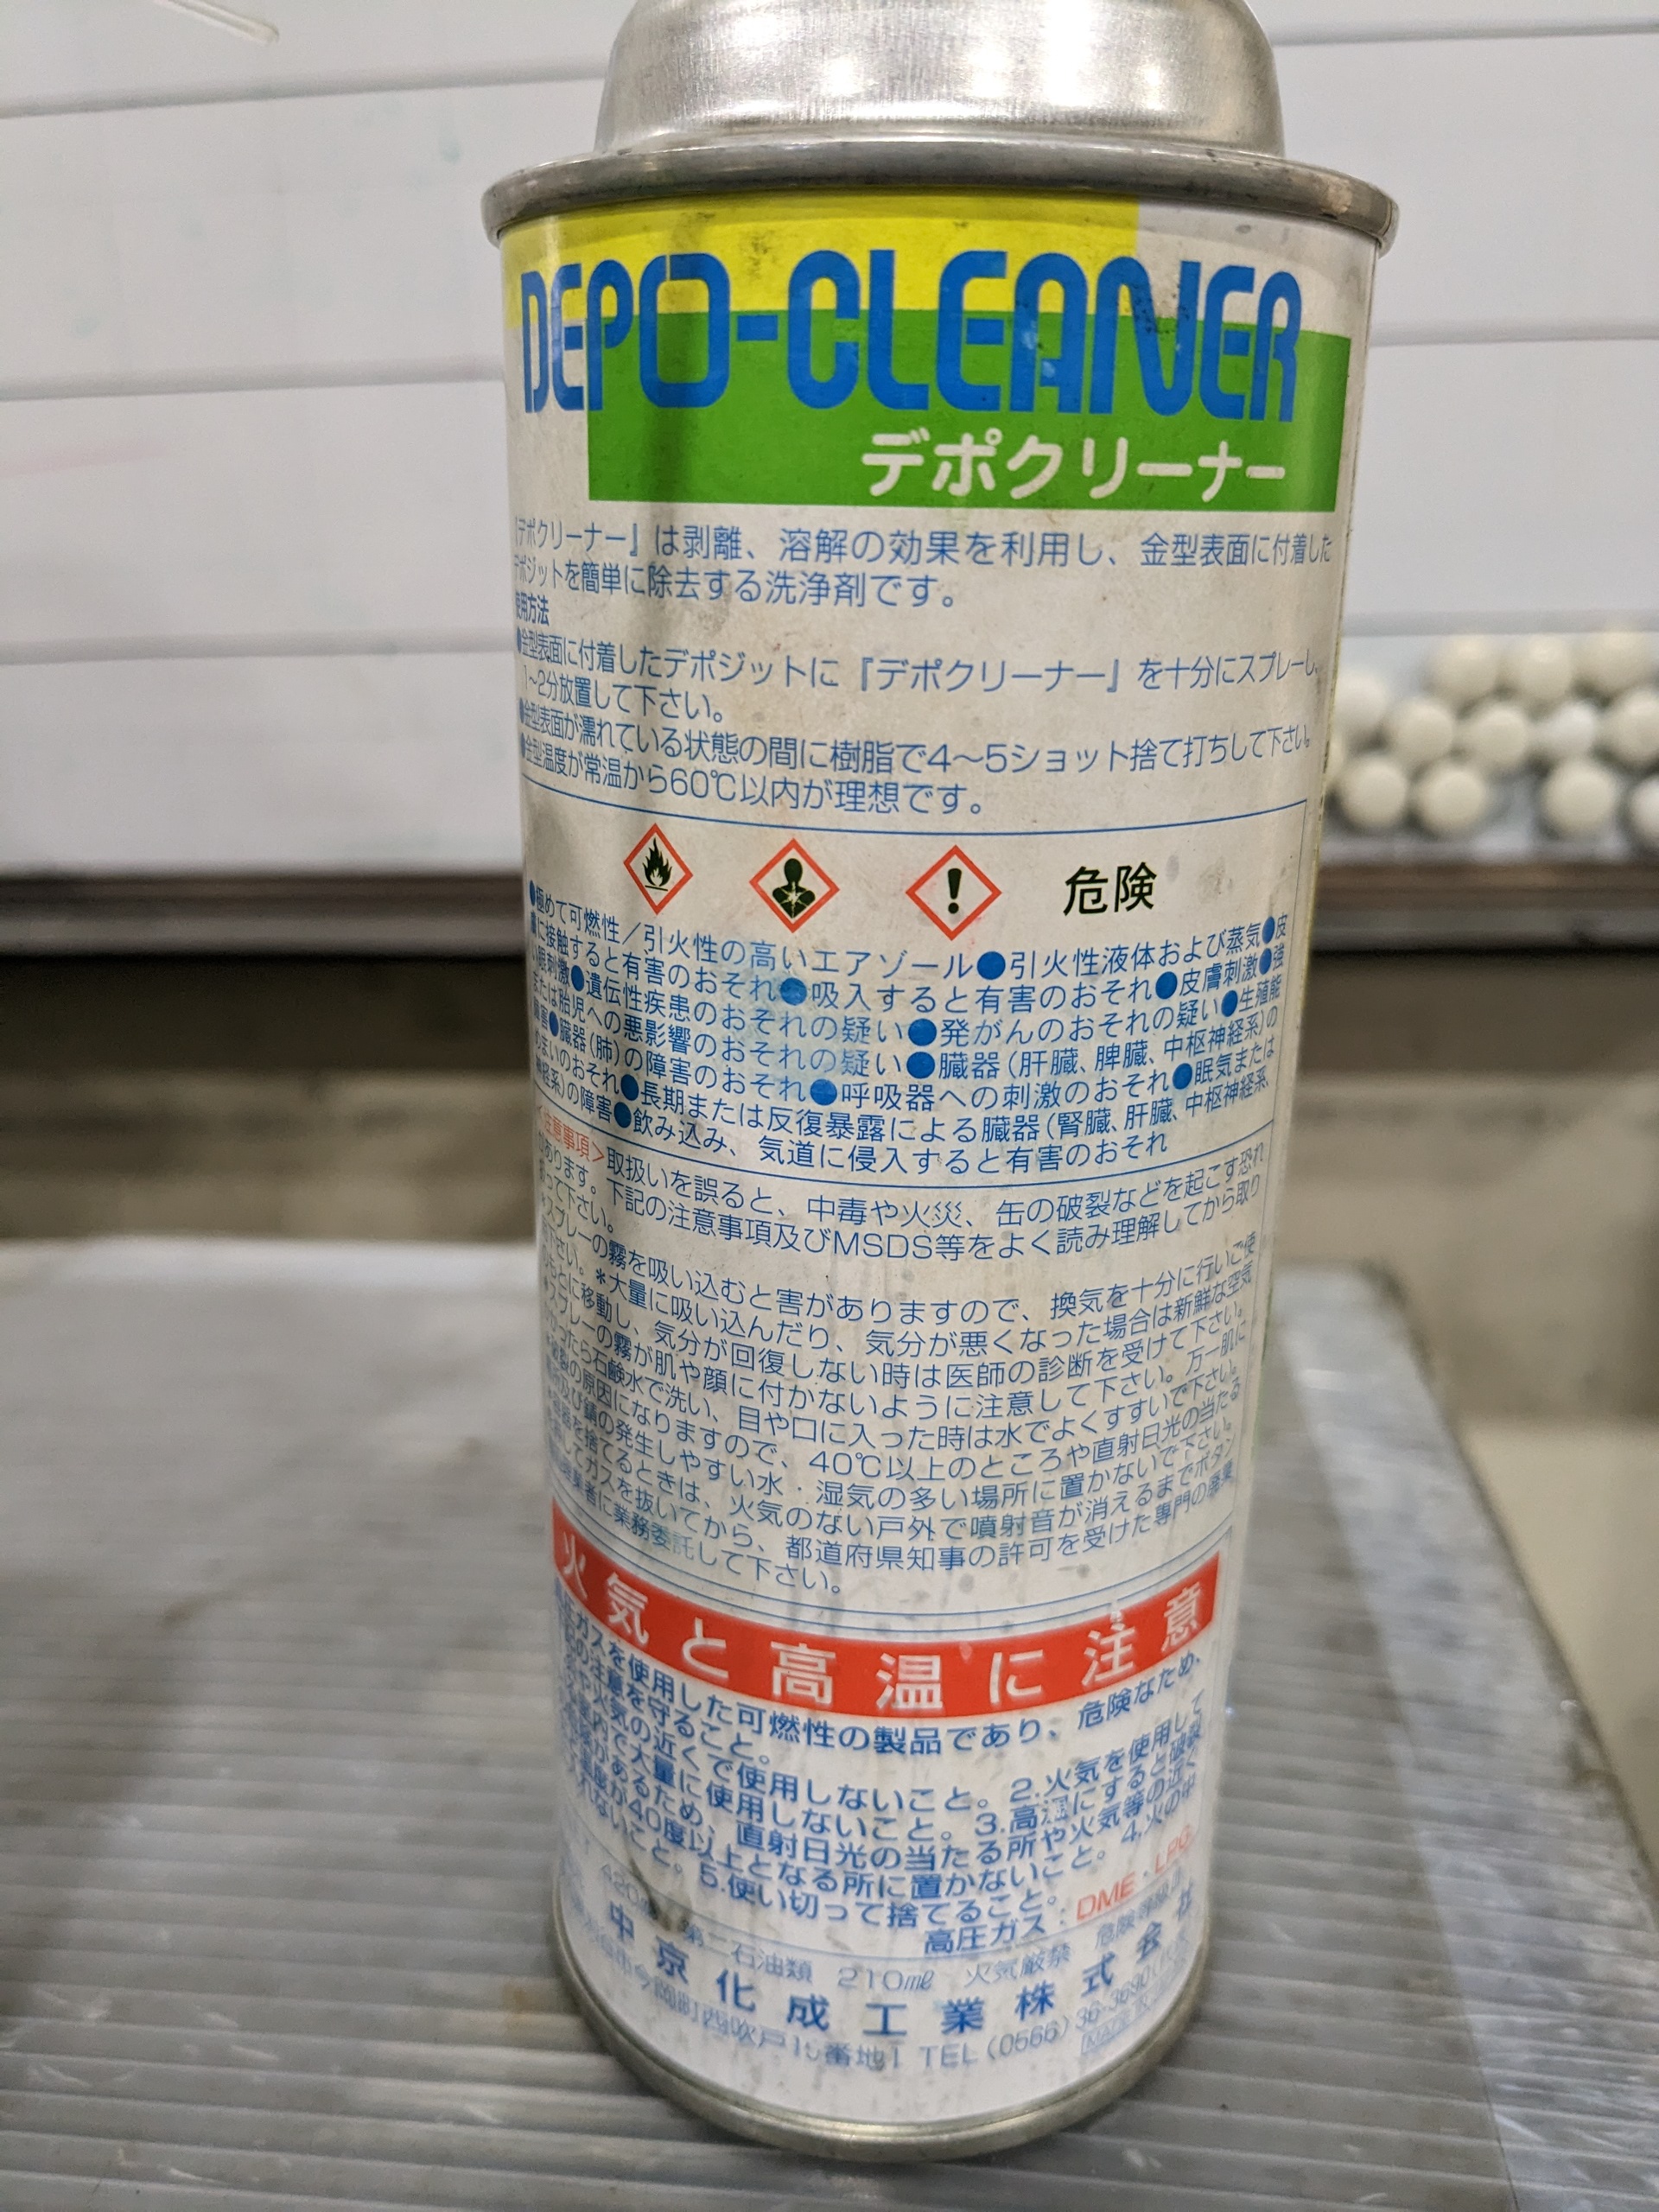 DEPO-CLEANER
デポクリーナー
『デポクリーナー』は剥離、溶解の効果を利用し、金型表面に付着した
デポジットを簡単に除去する洗浄剤です。
使用方法
●金型表面に付着したデポジットに『デポクリーナー』を十分にスプレーし、
1〜2分放置して下さい。
●金型表面が濡れている状態の間に樹脂で4〜5ショット捨て打ちして下さい。
●金型温度が常温から60℃以内が理想です。
危険
●極めて可燃性／引火性の高いエアゾール●引火性液体および蒸気●皮
膚に接触すると有害のおそれ●吸入すると有害のおそれ●皮膚刺激●強
い眼刺激●遺伝性疾患のおそれの疑い●発がんのおそれの疑い●生殖能
または胎児への悪影響のおそれの疑い●臓器（肝臓、脾臓、中枢神経系）の
障害●臓器（肺）の障害のおそれ●呼吸器への刺激のおそれ●眠気または
めまいのおそれ●長期または反復暴露による臓器（腎臓、肝臓、中枢神経系、
神経系）の障害●飲み込み、気道に侵入すると有害のおそれ
＜注意事項＞取扱いを誤ると、中毒や火災、缶の破裂などを起こす恐れ
があります。下記の注意事項及びMSDS等をよく読み理解してから取り
扱って下さい。
＊スプレーの霧を吸い込むと害がありますので、換気を十分に行いご使
用下さい。＊大量に吸い込んだり、気分が悪くなった場合は新鮮な空気
のもとに移動し、気分が回復しない時は医師の診断を受けて下さい。
＊スプレーの霧が肌や顔に付かないように注意して下さい。万一肌に
かかったら石鹸水で洗い、目や口に入った時は水でよくすすいで下さい。
＊破裂の原因になりますので、40℃以上のところや直射日光の当たる
場所及び錆の発生しやすい水・湿気の多い場所に置かないで下さい。
＊容器を捨てるときは、火気のない戸外で噴射音が消えるまでボタン
を押してガスを抜いてから、都道府県知事の許可を受けた専門の廃棄
業者に業務委託して下さい。
火気と高温に注意
ガスを使用した可燃性の製品であり、危険なため、
の注意を守ること。
や火気の近くで使用しないこと。2.火気を使用して
室内で大量に使用しないこと。3.高温にすると破裂
があるため、直射日光の当たる所や火気等の近く
温度が40度以上となる所に置かないこと。4.火の中
入れないこと。5.使い切って捨てること。
高圧ガス：DME・LPG
420 第二石油類 210㎖ 火気厳禁
中京化成工業株式会社
今岡町西吹戸15番地1 TEL (0566) 36-3690